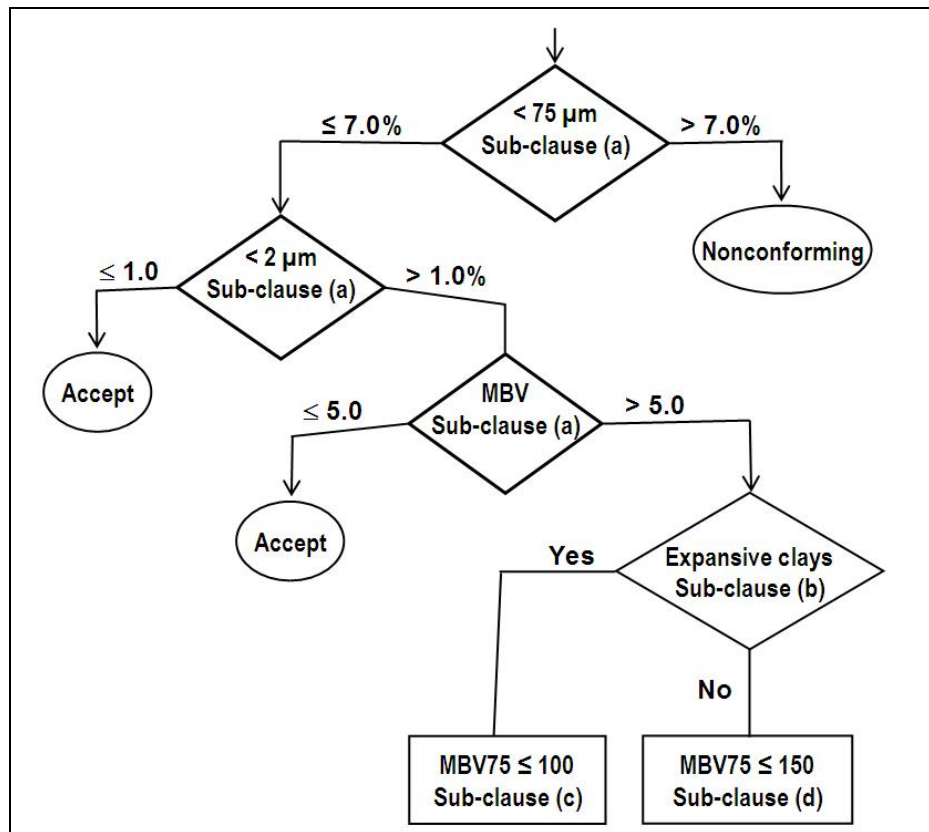 < 75 µm
Sub-clause (a)
≤ 7.0%
> 7.0%
Nonconforming
< 2 µm
Sub-clause (a)
≤ 1.0
> 1.0%
Accept
MBV
Sub-clause (a)
≤ 5.0
> 5.0
Accept
Expansive clays
Sub-clause (b)
Yes
No
MBV75 ≤ 100
Sub-clause (c)
MBV75 ≤ 150
Sub-clause (d)